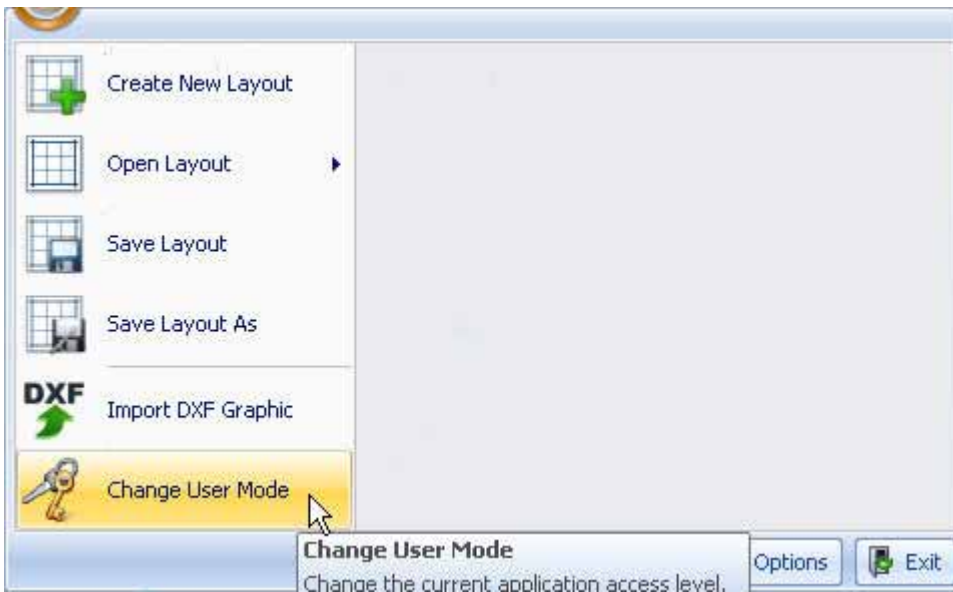 Create New Layout
Open Layout
Save Layout
Save Layout As
DXF
Import DXF Graphic
Change User Mode
Change User Mode
Change the current application access level.
Options
Exit